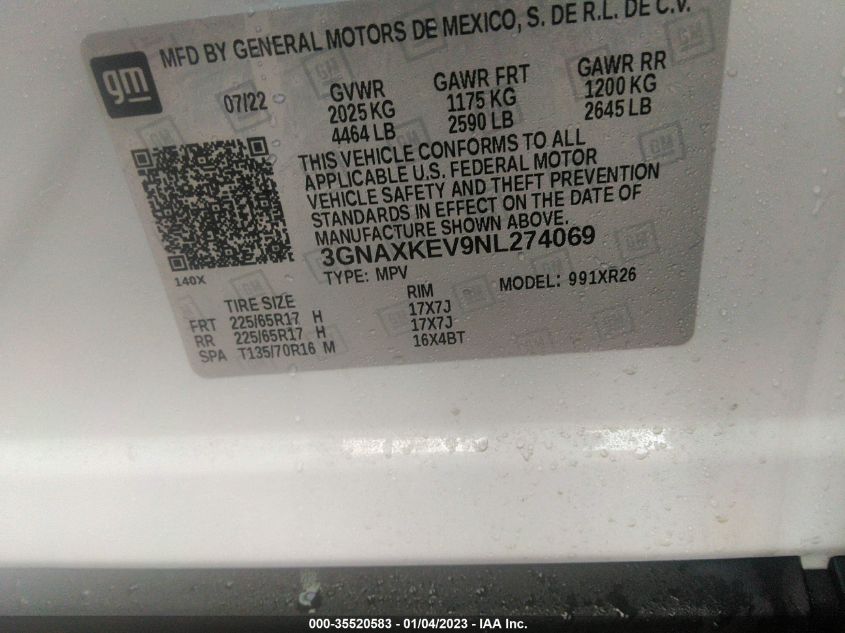 MFD BY GENERAL MOTORS DE MEXICO, S. DE R.L. DE C.V.
gm
07/22
GVWR
2025 KG
4464 LB
GAWR FRT
1175 KG
2590 LB
GAWR RR
1200 KG
2645 LB
THIS VEHICLE CONFORMS TO ALL
APPLICABLE U.S. FEDERAL MOTOR
VEHICLE SAFETY AND THEFT PREVENTION
STANDARDS IN EFFECT ON THE DATE OF
MANUFACTURE SHOWN ABOVE.
3GNAXKEV9NL274069
140X
TYPE: MPV
MODEL: 991XR26
TIRE SIZE
RIM
FRT 225/65R17 H 17X7J
RR 225/65R17 H 17X7J
SPA T135/70R16 M 16X4BT
000-35520583 - 01/04/2023 - IAA Inc.